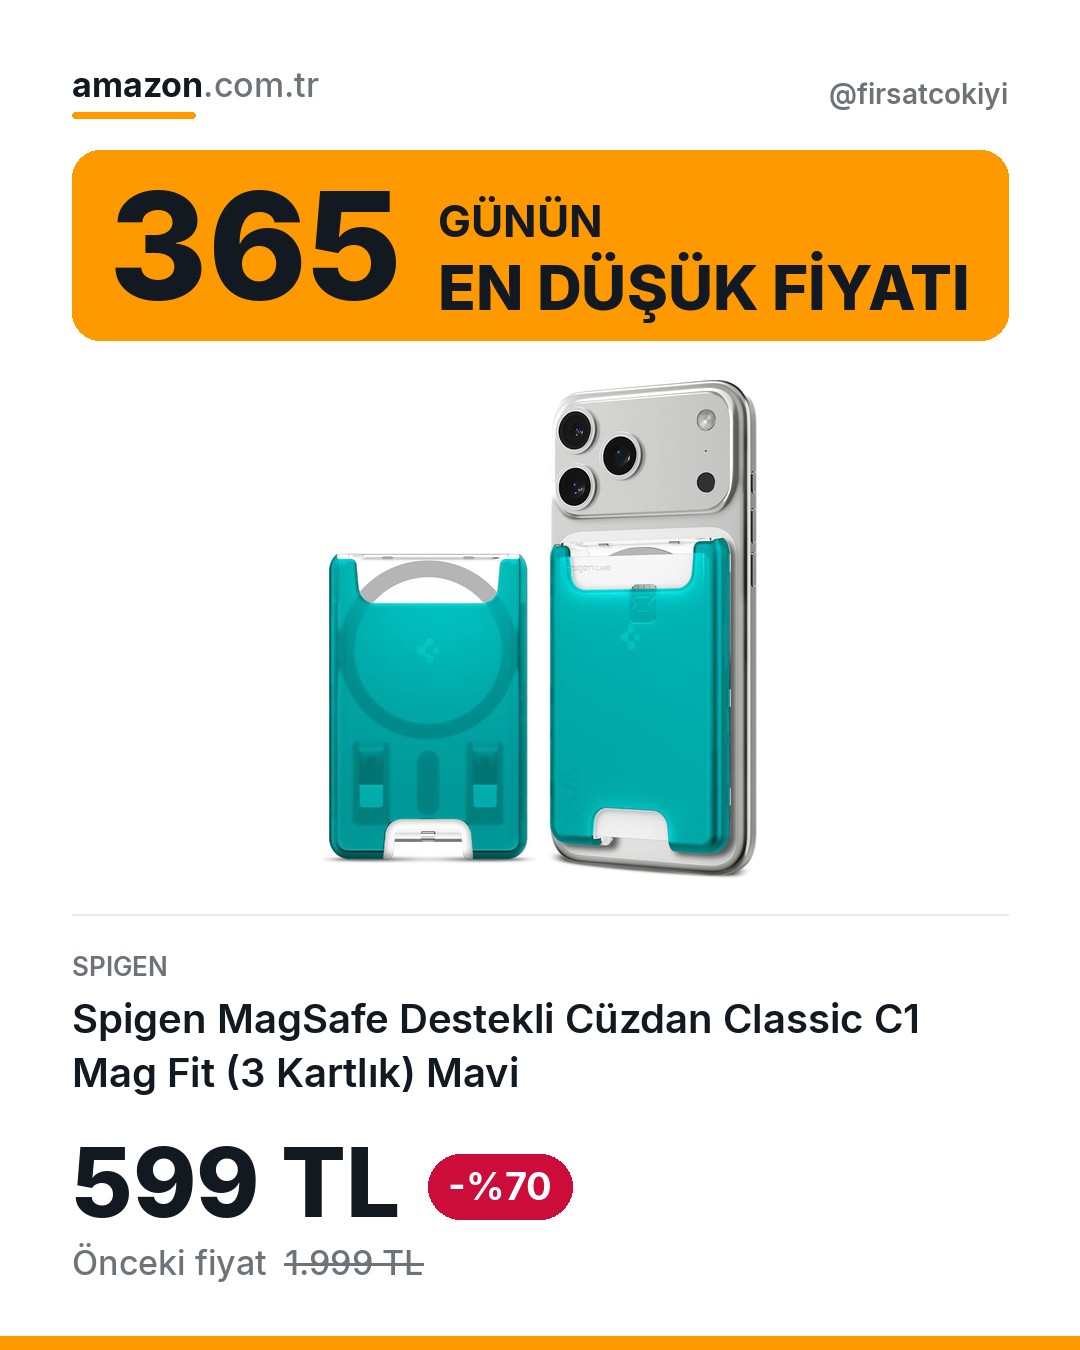 amazon.com.tr
@firsatcokiyi
365
GÜNÜN
EN DÜŞÜK FİYATI
SPIGEN
Spigen MagSafe Destekli Cüzdan Classic C1
Mag Fit (3 Kartlık) Mavi
599 TL
-%70
Önceki fiyat 1.999 TL